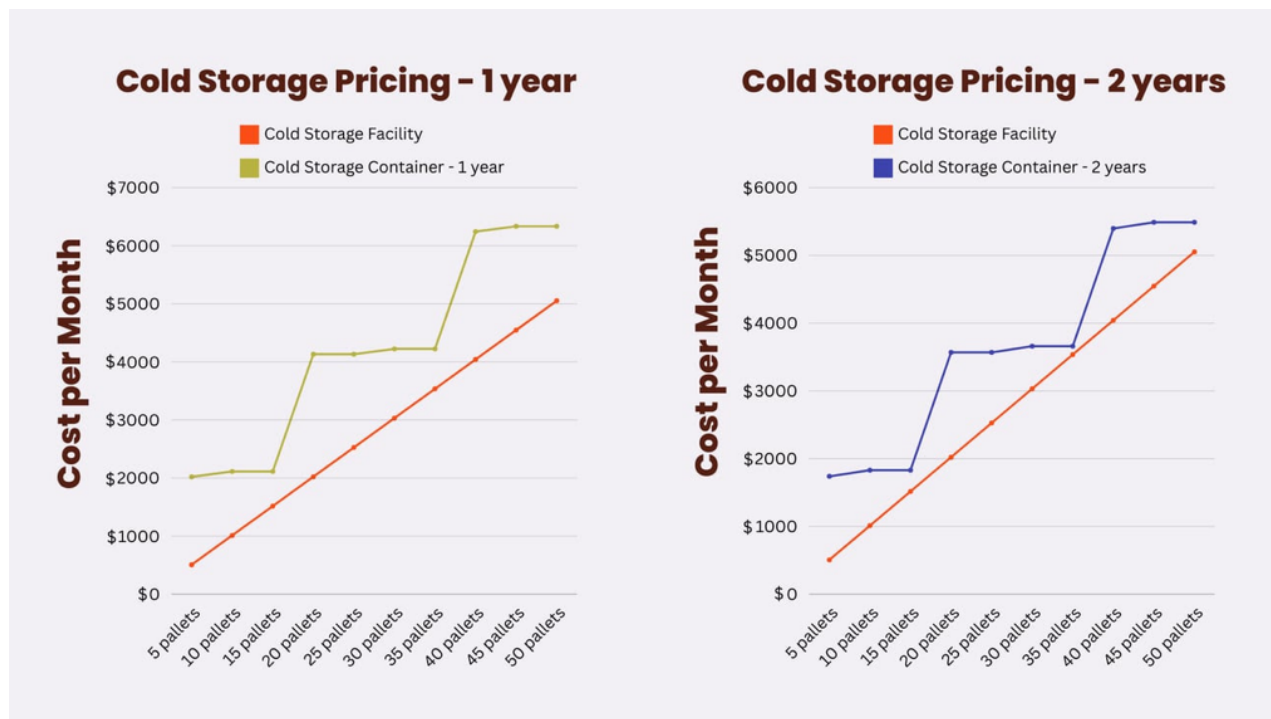 Cold Storage Pricing - 1 year
Cold Storage Facility
Cold Storage Container - 1 year
Cost per Month
$7000
$6000
$5000
$4000
$3000
$2000
$1000
$0
5 pallets
10 pallets
15 pallets
20 pallets
25 pallets
30 pallets
35 pallets
40 pallets
45 pallets
50 pallets
Cold Storage Pricing - 2 years
Cold Storage Facility
Cold Storage Container - 2 years
Cost per Month
$6000
$5000
$4000
$3000
$2000
$1000
$0
5 pallets
10 pallets
15 pallets
20 pallets
25 pallets
30 pallets
35 pallets
40 pallets
45 pallets
50 pallets